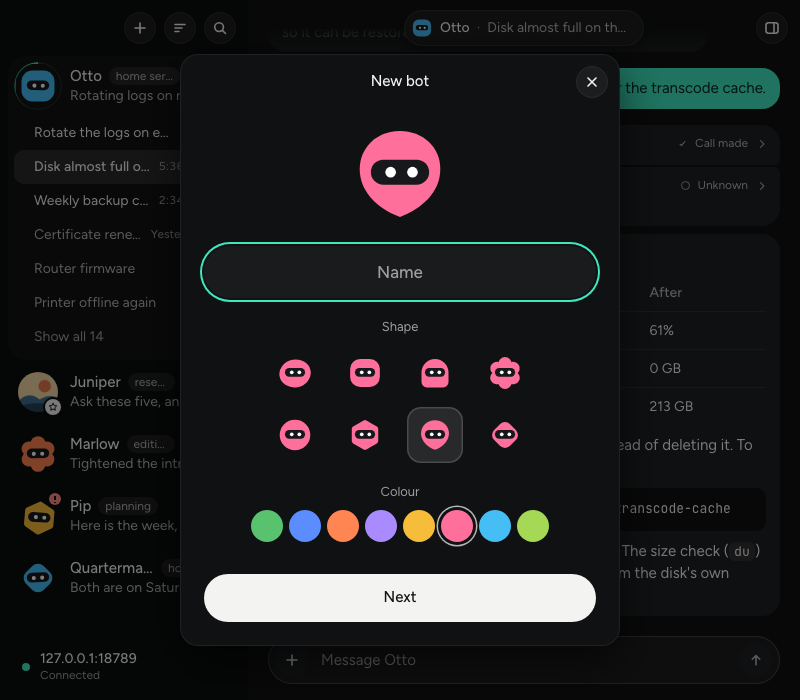 so it can be restor
Otto · Disk almost full on th...
Otto home ser...
Rotating logs on r
Rotate the logs on e...
Disk almost full o... 5:36
Weekly backup c... 2:34
Certificate rene... Yeste
Router firmware
Printer offline again
Show all 14
Juniper rese...
Ask these five, an
Marlow editi...
Tightened the intr
Pip planning
Here is the week,
Quarterma... ho
Both are on Satur
127.0.0.1:18789
Connected
New bot
Name
Shape
Colour
Next
the transcode cache.
Call made
Unknown
After
61%
0 GB
213 GB
ead of deleting it. To
transcode-cache
The size check ( du )
m the disk's own
Message Otto